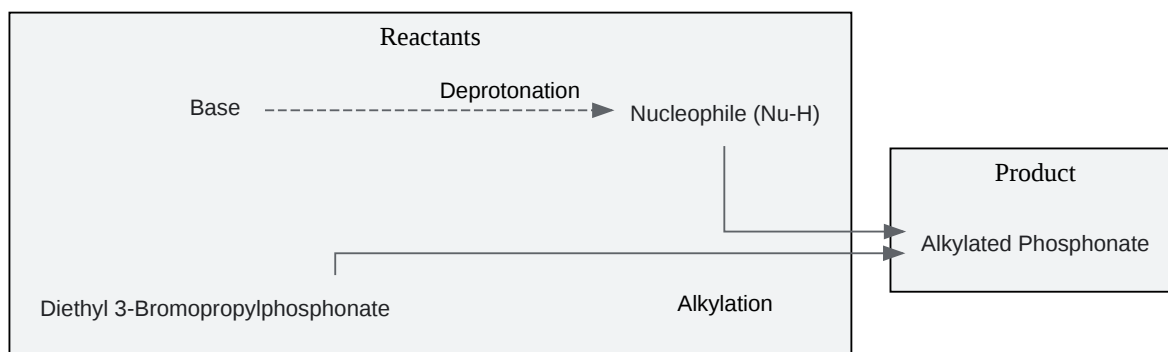 Reactants
Base
Deprotonation
Nucleophile (Nu-H)
Product
Alkylated Phosphonate
Diethyl 3-Bromopropylphosphonate
Alkylation